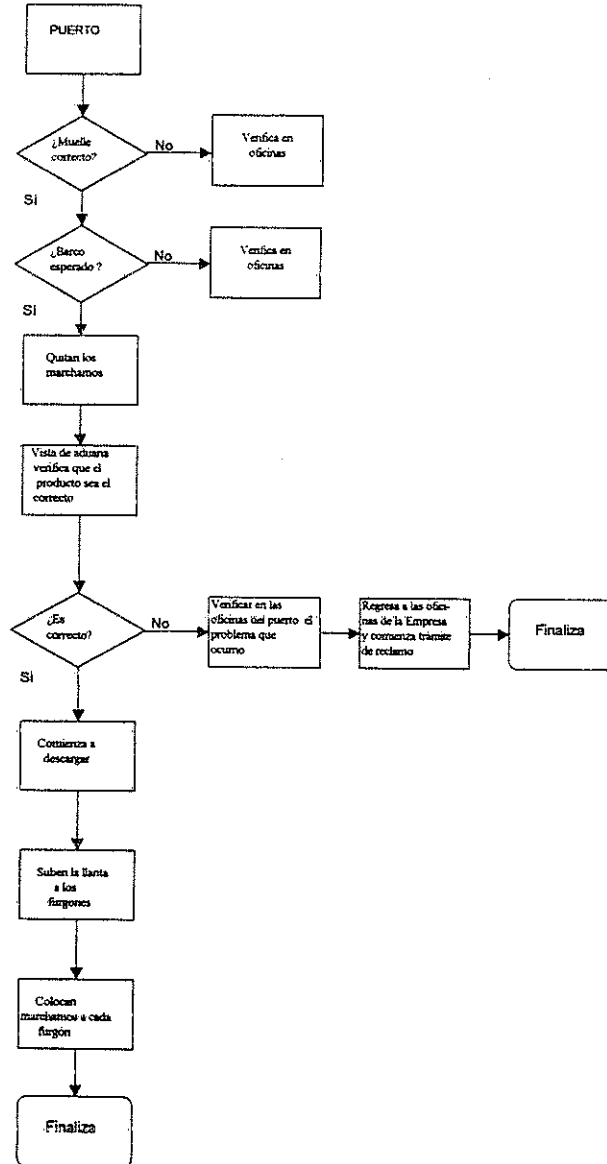 PUERTO
¿Muelle
correcto?
No
Verifica en
oficinas
Sí
¿Barco
esperado ?
No
Verifica en
oficinas
Sí
Quitan los
marchamos
Vista de aduana
verifica que el
producto sea el
correcto
¿Es
correcto?
No
Verificar en las
oficinas del puerto el
problema que
ocurrio
Regresa a las ofici-
nas de la Empresa
y comienza trámite
de reclamo
Finaliza
Sí
Comienza a
descargar
Suben la llanta
a los
furgones
Colocan
marchamos a cada
furgón
Finaliza